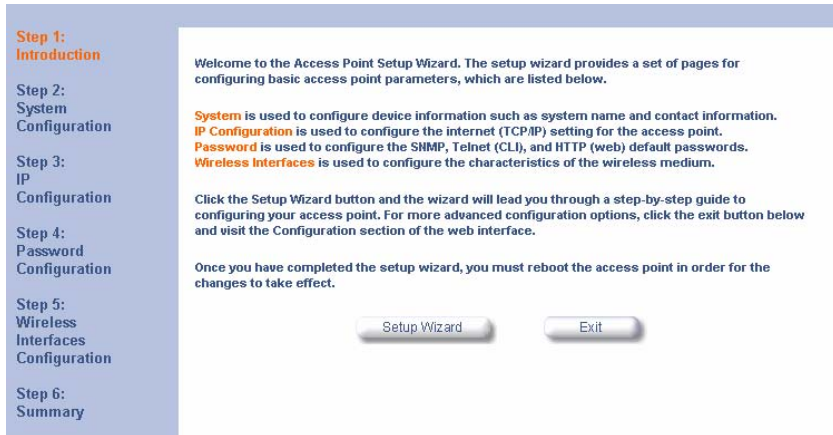 Step 1:
Introduction
Step 2:
System
Configuration
Step 3:
IP
Configuration
Step 4:
Password
Configuration
Step 5:
Wireless
Interfaces
Configuration
Step 6:
Summary
Welcome to the Access Point Setup Wizard. The setup wizard provides a set of pages for
configuring basic access point parameters, which are listed below.
System is used to configure device information such as system name and contact information.
IP Configuration is used to configure the internet (TCP/IP) setting for the access point.
Password is used to configure the SNMP, Telnet (CLI), and HTTP (web) default passwords.
Wireless Interfaces is used to configure the characteristics of the wireless medium.
Click the Setup Wizard button and the wizard will lead you through a step-by-step guide to
configuring your access point. For more advanced configuration options, click the exit button below
and visit the Configuration section of the web interface.
Once you have completed the setup wizard, you must reboot the access point in order for the
changes to take effect.
Setup Wizard
Exit